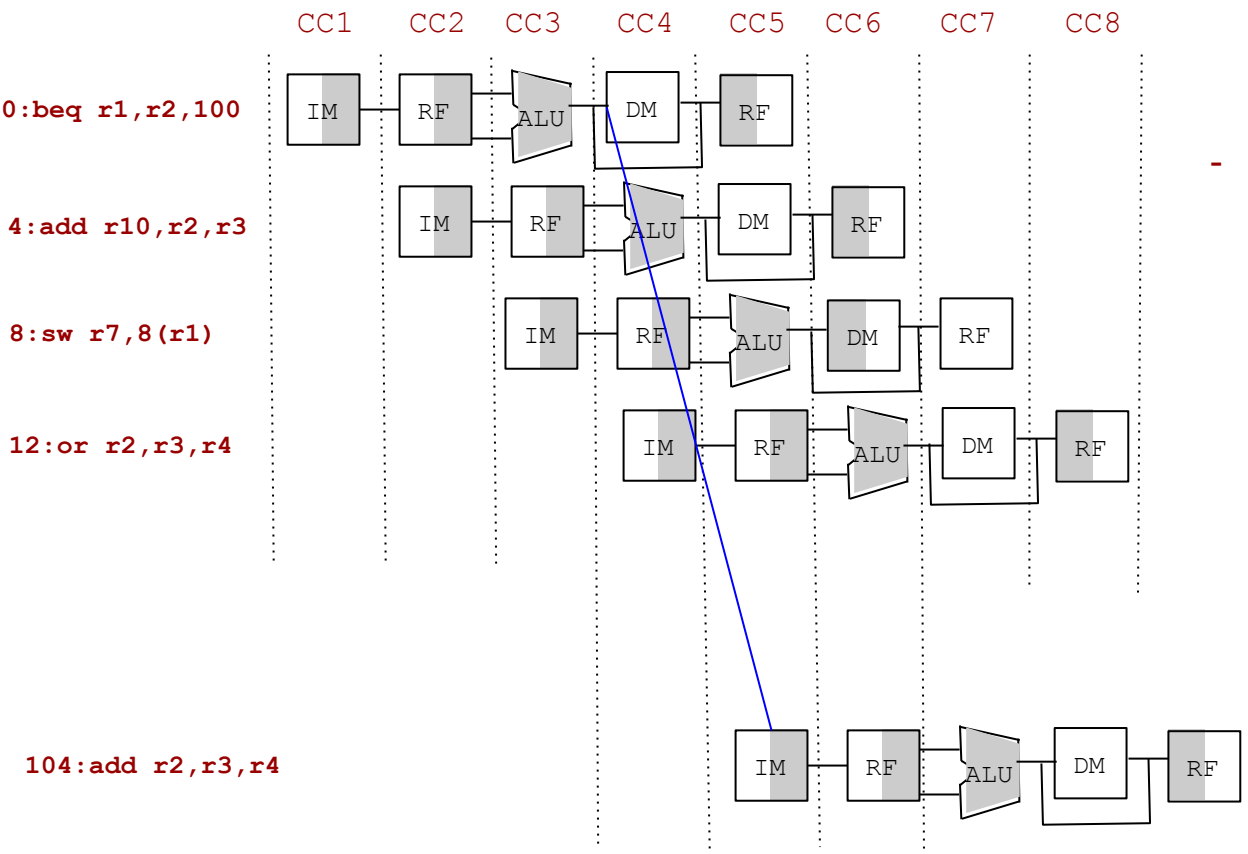 CC1 CC2 CC3 CC4 CC5 CC6 CC7 CC8
0:beq r1,r2,100 IM RF ALU DM RF
-
4:add r10,r2,r3 IM RF ALU DM RF
8:sw r7,8(r1) IM RF ALU DM RF
12:or r2,r3,r4 IM RF ALU DM RF
104:add r2,r3,r4 IM RF ALU DM RF